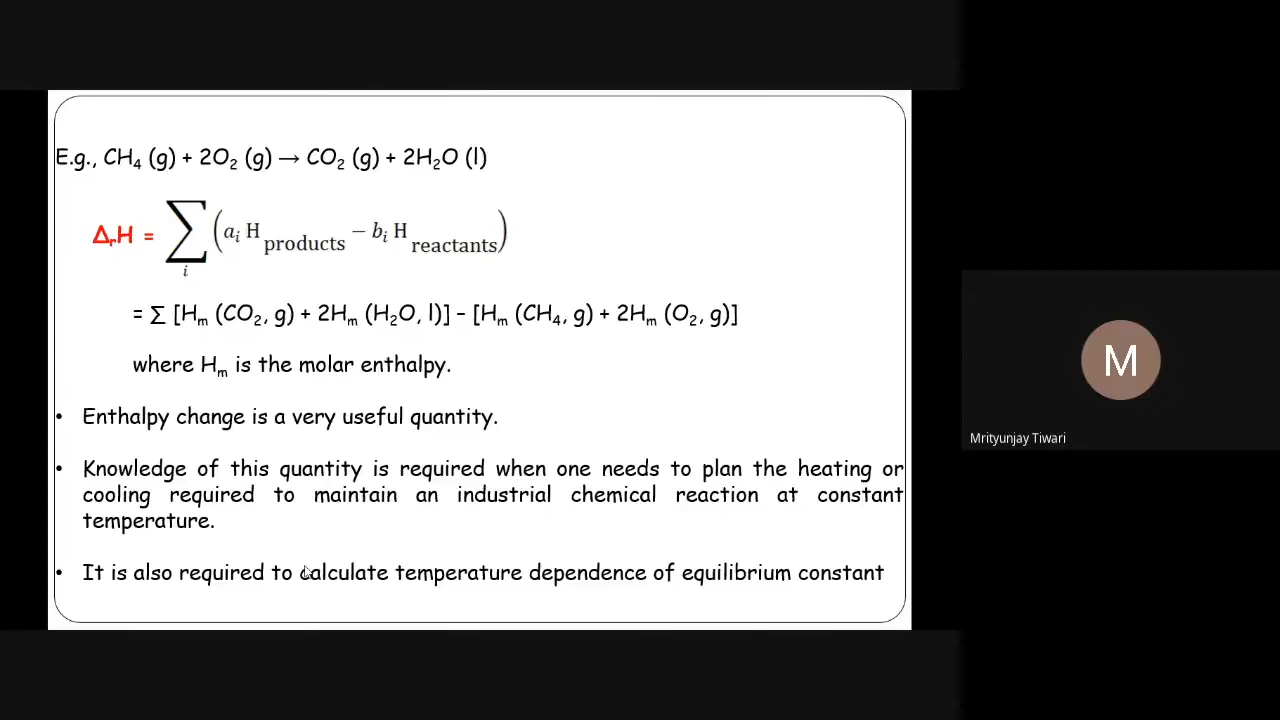 E.g., CH₄ (g) + 2O₂ (g) → CO₂ (g) + 2H₂O (l)
ΔᵣH = ∑ᵢ (aᵢ H products − bᵢ H reactants)
= ∑ [Hₘ (CO₂, g) + 2Hₘ (H₂O, l)] – [Hₘ (CH₄, g) + 2Hₘ (O₂, g)]
where Hₘ is the molar enthalpy.
• Enthalpy change is a very useful quantity.
• Knowledge of this quantity is required when one needs to plan the heating or
cooling required to maintain an industrial chemical reaction at constant
temperature.
• It is also required to calculate temperature dependence of equilibrium constant
M
Mrityunjay Tiwari